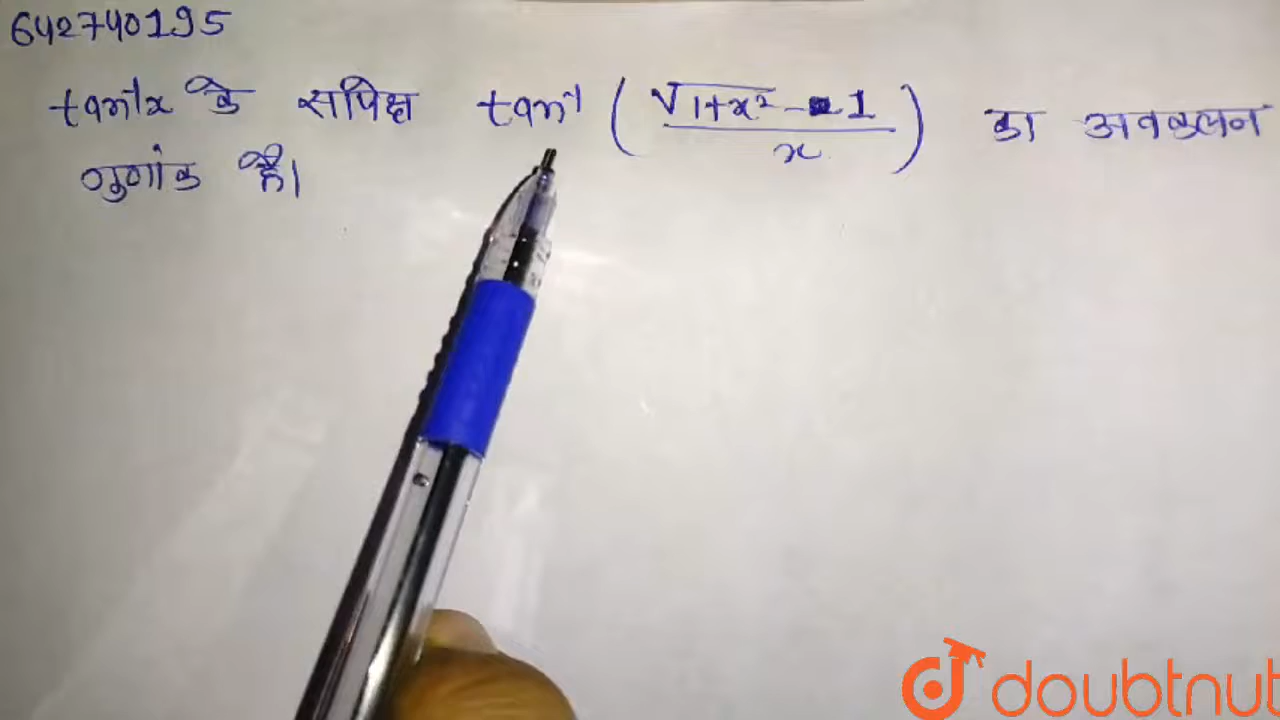 642740195
tan⁻¹x के सापेक्ष tan⁻¹ ( √1+x² - 1 / x ) का अवकलन
गुणांक है।
doubtnut